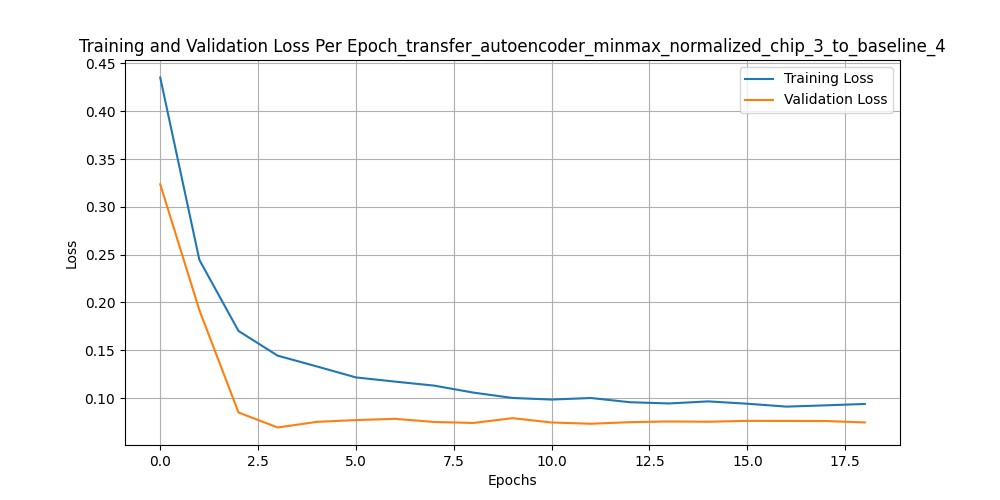 Training and Validation Loss Per Epoch_transfer_autoencoder_minmax_normalized_chip_3_to_baseline_4
0.45
0.40
0.35
0.30
0.25
0.20
0.15
0.10
Loss
Training Loss
Validation Loss
0.0 2.5 5.0 7.5 10.0 12.5 15.0 17.5
Epochs